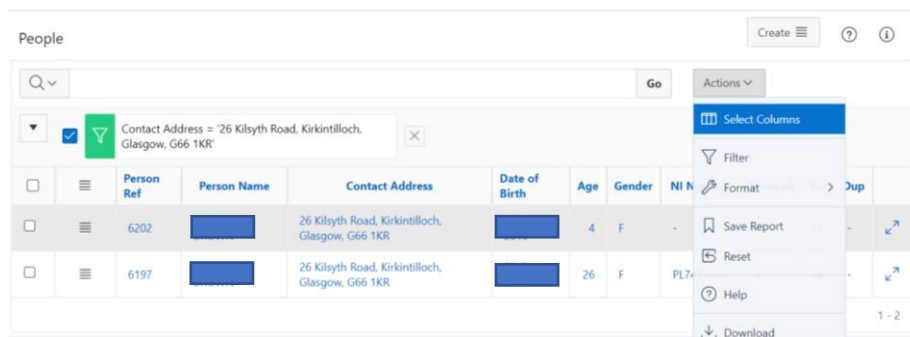 People
Create
Go
Actions
Select Columns
Contact Address = '26 Kilsyth Road, Kirkintilloch,
Glasgow, G66 1KR'
Filter
Format
Save Report
Reset
Help
Download
Person
Ref
Person Name
Contact Address
Date of
Birth
Age
Gender
NI N
Dup
6202
26 Kilsyth Road, Kirkintilloch,
Glasgow, G66 1KR
4
F
-
-
6197
26 Kilsyth Road, Kirkintilloch,
Glasgow, G66 1KR
26
F
PL74
-
1 - 2